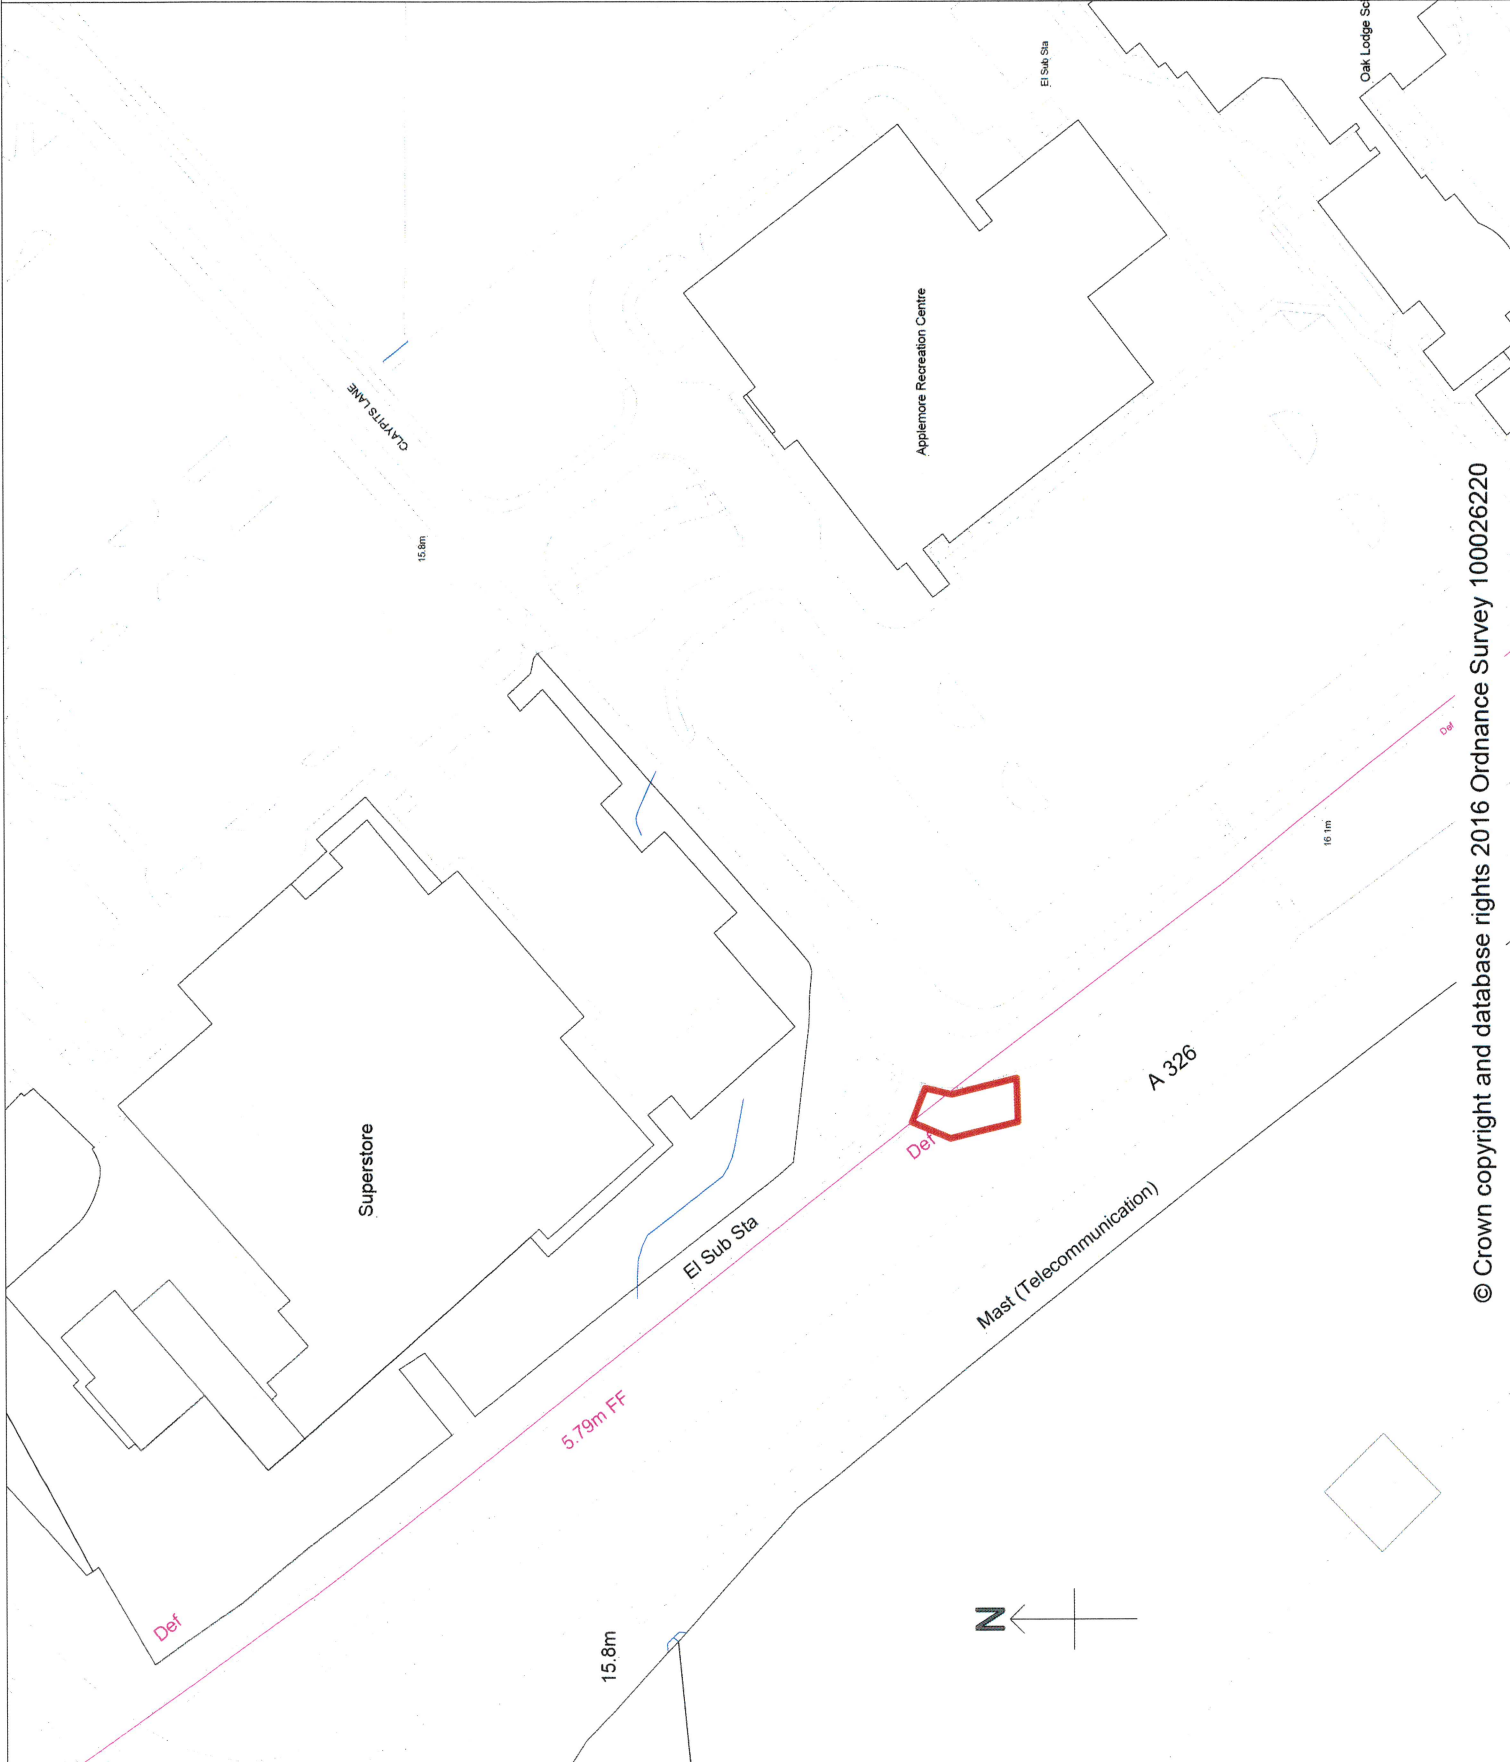 El Sub Sta
Oak Lodge Sc
Applemore Recreation Centre
CLAYPITS LANE
15.8m
Superstore
Def
16.1m
A 326
Def
El Sub Sta
Mast (Telecommunication)
5.79m FF
Def
15.8m
N
© Crown copyright and database rights 2016 Ordnance Survey 100026220